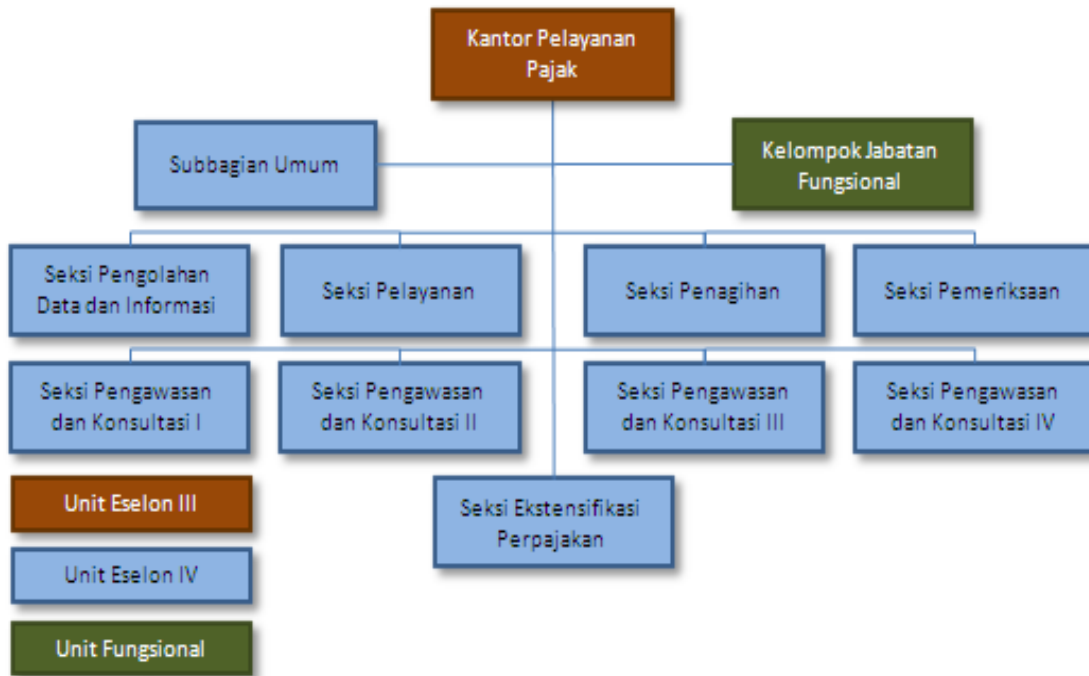 Kantor Pelayanan
Pajak
Subbagian Umum
Kelompok Jabatan
Fungsional
Seksi Pengolahan
Data dan Informasi
Seksi Pelayanan
Seksi Penagihan
Seksi Pemeriksaan
Seksi Pengawasan
dan Konsultasi I
Seksi Pengawasan
dan Konsultasi II
Seksi Pengawasan
dan Konsultasi III
Seksi Pengawasan
dan Konsultasi IV
Seksi Ekstensifikasi
Perpajakan
Unit Eselon III
Unit Eselon IV
Unit Fungsional